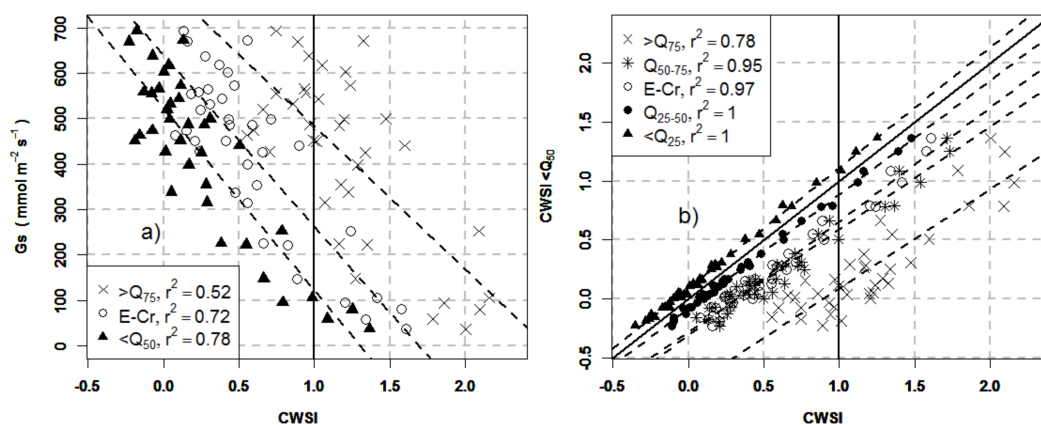 700
600
500
400
300
200
100
0
Gs ( mmol m⁻² s⁻¹ )
a)
>Q₇₅, r² = 0.52
E-Cr, r² = 0.72
<Q₅₀, r² = 0.78
-0.5 0.0 0.5 1.0 1.5 2.0
CWSI
2.0
1.5
1.0
0.5
0.0
-0.5
CWSI <Q₅₀
>Q₇₅, r² = 0.78
Q₅₀₋₇₅, r² = 0.95
E-Cr, r² = 0.97
Q₂₅₋₅₀, r² = 1
<Q₂₅, r² = 1
b)
-0.5 0.0 0.5 1.0 1.5 2.0
CWSI